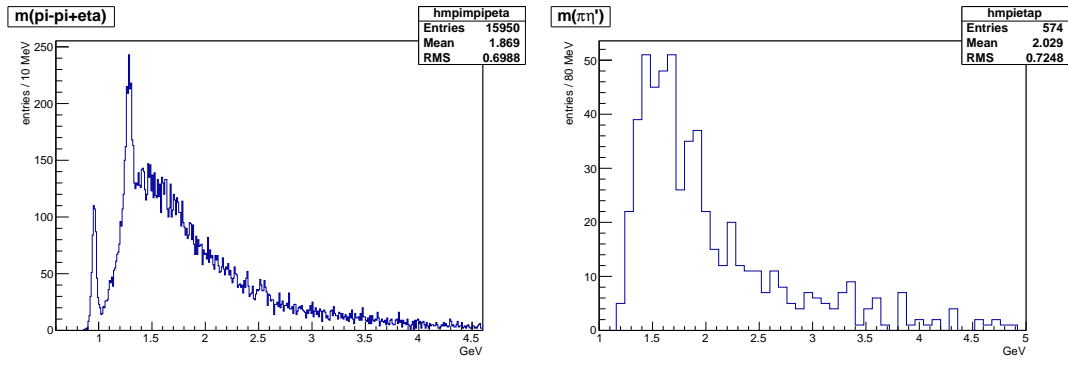 m(pi-pi+eta)
hmpimpipeta
Entries 15950
Mean 1.869
RMS 0.6988
entries / 10 MeV
250
200
150
100
50
0
1 1.5 2 2.5 3 3.5 4 4.5
GeV
m(πη')
hmpietap
Entries 574
Mean 2.029
RMS 0.7248
entries / 80 MeV
50
40
30
20
10
0
1 1.5 2 2.5 3 3.5 4 4.5 5
GeV